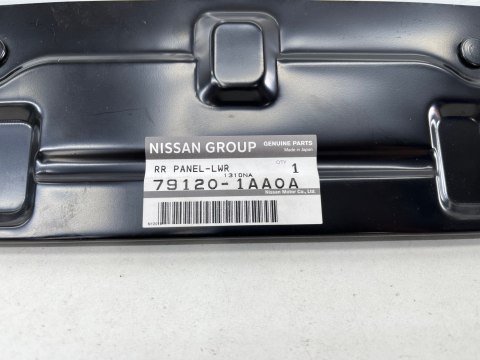 NISSAN GROUP GENUINE PARTS
Made in Japan
RR PANEL-LWR QTY 1
1310NA
79120-1AA0A
Nissan Motor Co., Ltd.